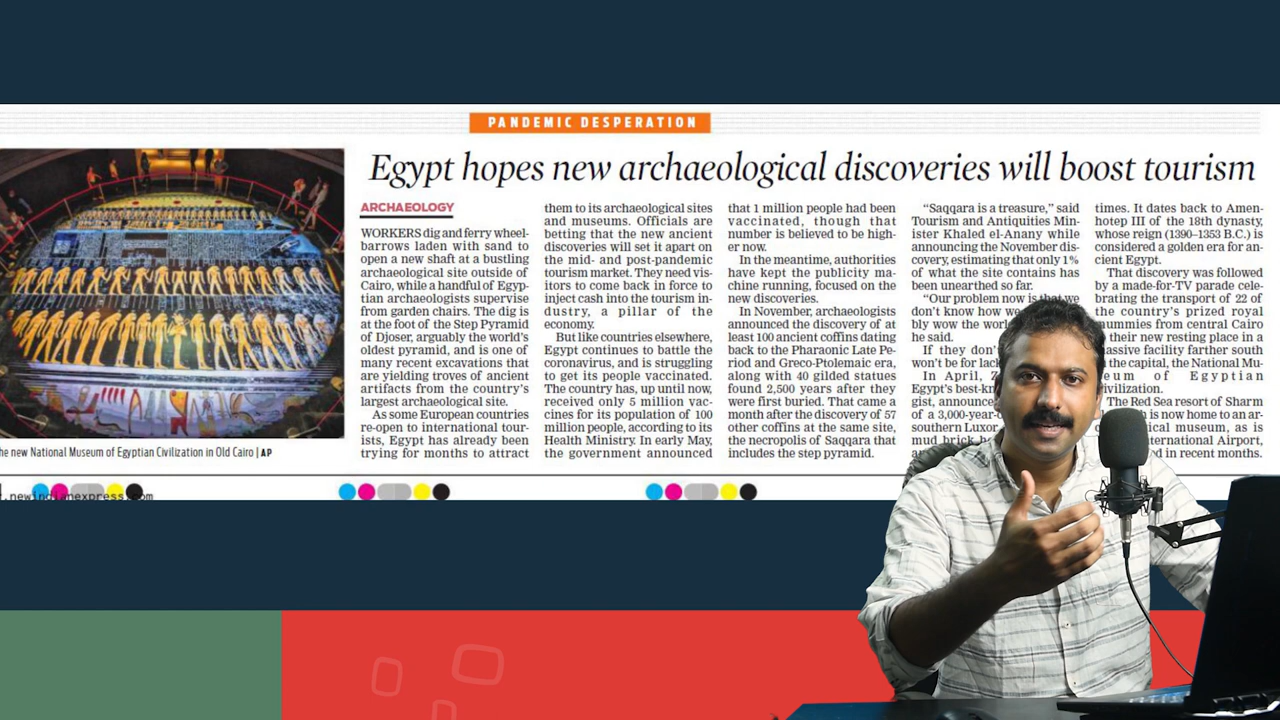 PANDEMIC DESPERATION
Egypt hopes new archaeological discoveries will boost tourism
he new National Museum of Egyptian Civilization in Old Cairo | AP
.newindianexpress.com
ARCHAEOLOGY
WORKERS dig and ferry wheel-
barrows laden with sand to
open a new shaft at a bustling
archaeological site outside of
Cairo, while a handful of Egyp-
tian archaeologists supervise
from garden chairs. The dig is
at the foot of the Step Pyramid
of Djoser, arguably the world's
oldest pyramid, and is one of
many recent excavations that
are yielding troves of ancient
artifacts from the country's
largest archaeological site.
As some European countries
re-open to international tour-
ists, Egypt has already been
trying for months to attract
them to its archaeological sites
and museums. Officials are
betting that the new ancient
discoveries will set it apart on
the mid- and post-pandemic
tourism market. They need vis-
itors to come back in force to
inject cash into the tourism in-
dustry, a pillar of the
economy.
But like countries elsewhere,
Egypt continues to battle the
coronavirus, and is struggling
to get its people vaccinated.
The country has, up until now,
received only 5 million vac-
cines for its population of 100
million people, according to its
Health Ministry. In early May,
the government announced
that 1 million people had been
vaccinated, though that
number is believed to be high-
er now.
In the meantime, authorities
have kept the publicity ma-
chine running, focused on the
new discoveries.
In November, archaeologists
announced the discovery of at
least 100 ancient coffins dating
back to the Pharaonic Late Pe-
riod and Greco-Ptolemaic era,
along with 40 gilded statues
found 2,500 years after they
were first buried. That came a
month after the discovery of 57
other coffins at the same site,
the necropolis of Saqqara that
includes the step pyramid.
“Saqqara is a treasure,” said
Tourism and Antiquities Min-
ister Khaled el-Anany while
announcing the November dis-
covery, estimating that only 1%
of what the site contains has
been unearthed so far.
“Our problem now is that we
don't know how we
bly wow the worl
he said.
If they don'
won't be for lac
In April, Z
Egypt's best-kn
gist, announce
of a 3,000-year-
southern Luxor
mud brick h
times. It dates back to Amen-
hotep III of the 18th dynasty,
whose reign (1390–1353 B.C.) is
considered a golden era for an-
cient Egypt.
That discovery was followed
by a made-for-TV parade cele-
brating the transport of 22 of
the country's prized royal
mummies from central Cairo
their new resting place in a
assive facility farther south
the capital, the National Mu-
eum of Egyptian
ivilization.
The Red Sea resort of Sharm
h is now home to an ar-
ical museum, as is
ternational Airport,
d in recent months.